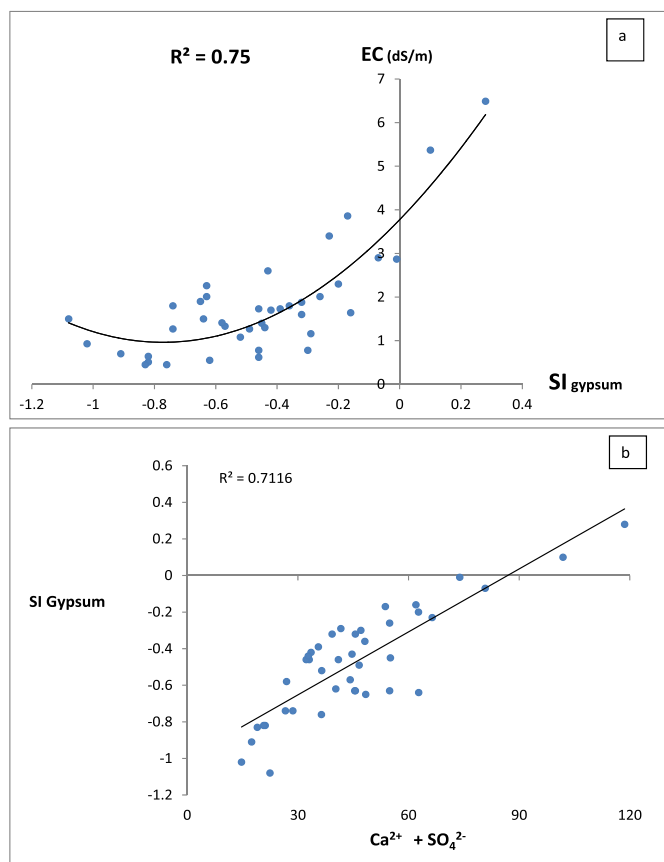 a
R² = 0.75
EC (dS/m)
7
6
5
4
3
2
1
0
SI gypsum
-1.2 -1 -0.8 -0.6 -0.4 -0.2 0 0.2 0.4
b
R² = 0.7116
0.6
0.4
0.2
0
SI Gypsum
-0.2
-0.4
-0.6
-0.8
-1
-1.2
0 30 60 90 120
Ca²⁺ + SO₄²⁻